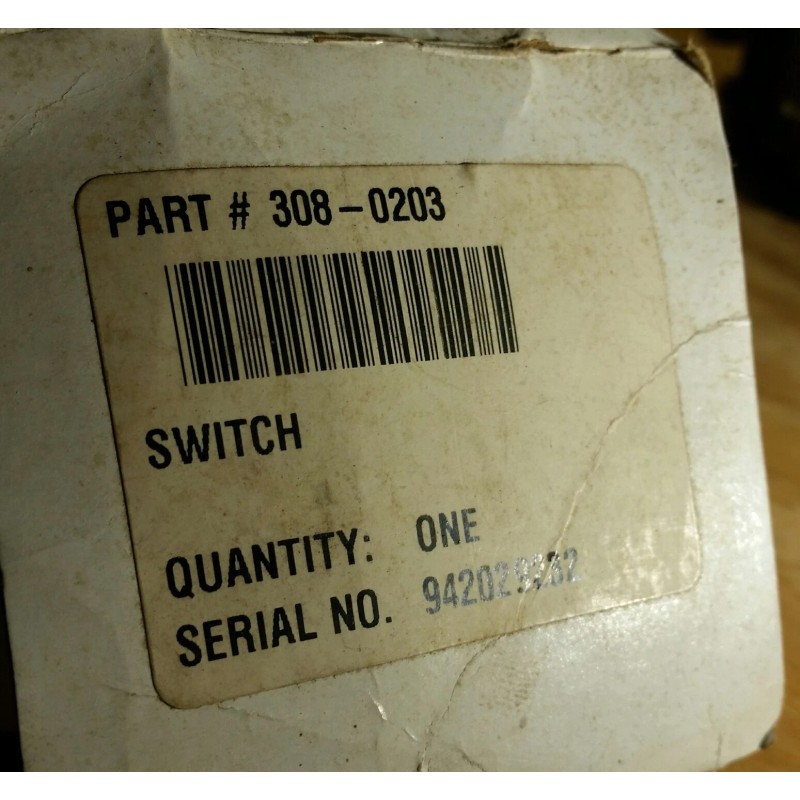 PART # 308-0203
SWITCH
QUANTITY: ONE
SERIAL NO.